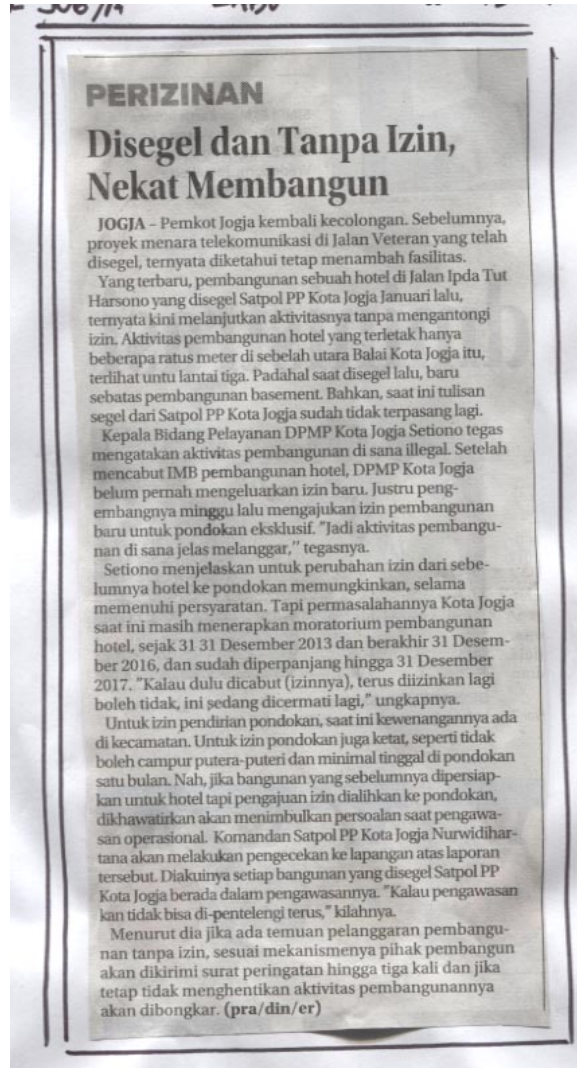 PERIZINAN
Disegel dan Tanpa Izin,
Nekat Membangun
JOGJA – Pemkot Jogja kembali kecolongan. Sebelumnya,
proyek menara telekomunikasi di Jalan Veteran yang telah
disegel, ternyata diketahui tetap menambah fasilitas.
Yang terbaru, pembangunan sebuah hotel di Jalan Ipda Tut
Harsono yang disegel Satpol PP Kota Jogja Januari lalu,
ternyata kini melanjutkan aktivitasnya tanpa mengantongi
izin. Aktivitas pembangunan hotel yang terletak hanya
beberapa ratus meter di sebelah utara Balai Kota Jogja itu,
terlihat untu lantai tiga. Padahal saat disegel lalu, baru
sebatas pembangunan basement. Bahkan, saat ini tulisan
segel dari Satpol PP Kota Jogja sudah tidak terpasang lagi.
Kepala Bidang Pelayanan DPMP Kota Jogja Setiono tegas
mengatakan aktivitas pembangunan di sana illegal. Setelah
mencabut IMB pembangunan hotel, DPMP Kota Jogja
belum pernah mengeluarkan izin baru. Justru peng-
embangnya minggu lalu mengajukan izin pembangunan
baru untuk pondokan eksklusif. "Jadi aktivitas pembangu-
nan di sana jelas melanggar," tegasnya.
Setiono menjelaskan untuk perubahan izin dari sebe-
lumnya hotel ke pondokan memungkinkan, selama
memenuhi persyaratan. Tapi permasalahannya Kota Jogja
saat ini masih menerapkan moratorium pembangunan
hotel, sejak 31 31 Desember 2013 dan berakhir 31 Desem-
ber 2016, dan sudah diperpanjang hingga 31 Desember
2017. "Kalau dulu dicabut (izinnya), terus diizinkan lagi
boleh tidak, ini sedang dicermati lagi," ungkapnya.
Untuk izin pendirian pondokan, saat ini kewenangannya ada
di kecamatan. Untuk izin pondokan juga ketat, seperti tidak
boleh campur putera-puteri dan minimal tinggal di pondokan
satu bulan. Nah, jika bangunan yang sebelumnya dipersiap-
kan untuk hotel tapi pengajuan izin dialihkan ke pondokan,
dikhawatirkan akan menimbulkan persoalan saat pengawa-
san operasional. Komandan Satpol PP Kota Jogja Nurwidihar-
tana akan melakukan pengecekan ke lapangan atas laporan
tersebut. Diakuinya setiap bangunan yang disegel Satpol PP
Kota Jogja berada dalam pengawasannya. "Kalau pengawasan
kan tidak bisa di-pentelengi terus," kilahnya.
Menurut dia jika ada temuan pelanggaran pembangu-
nan tanpa izin, sesuai mekanismenya pihak pembangun
akan dikirimi surat peringatan hingga tiga kali dan jika
tetap tidak menghentikan aktivitas pembangunannya
akan dibongkar. (pra/din/er)